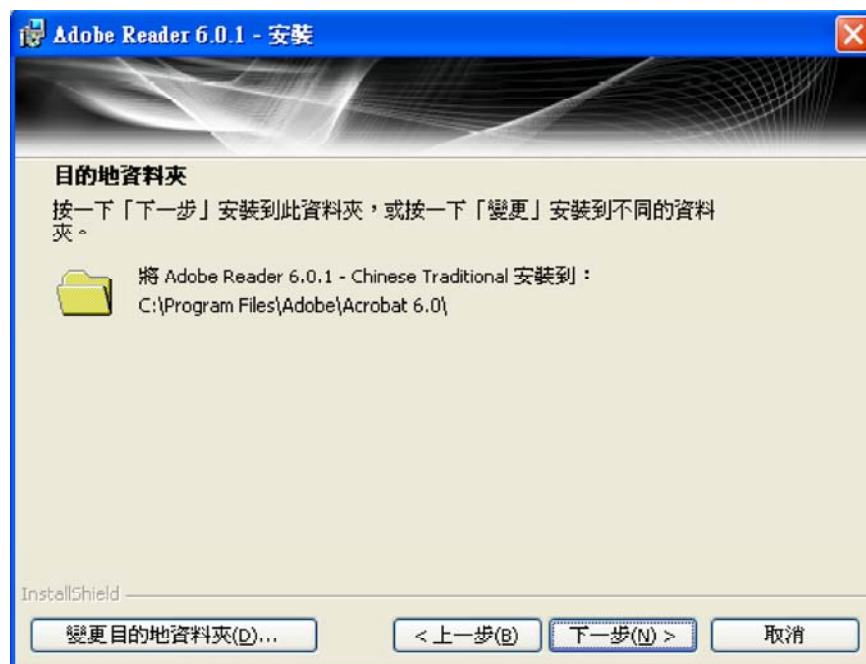 Adobe Reader 6.0.1 - 安裝
目的地資料夾
按一下「下一步」安裝到此資料夾，或按一下「變更」安裝到不同的資料
夾。
將 Adobe Reader 6.0.1 - Chinese Traditional 安裝到：
C:\Program Files\Adobe\Acrobat 6.0\
InstallShield
變更目的地資料夾(D)... <上一步(B) 下一步(N) > 取消